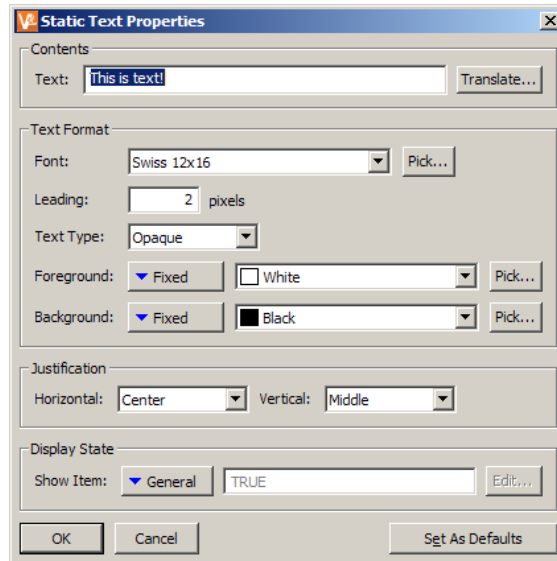 Static Text Properties
Contents
Text: This is text! Translate...
Text Format
Font: Swiss 12x16 Pick...
Leading: 2 pixels
Text Type: Opaque
Foreground: Fixed White Pick...
Background: Fixed Black Pick...
Justification
Horizontal: Center Vertical: Middle
Display State
Show Item: General TRUE Edit...
OK Cancel Set As Defaults